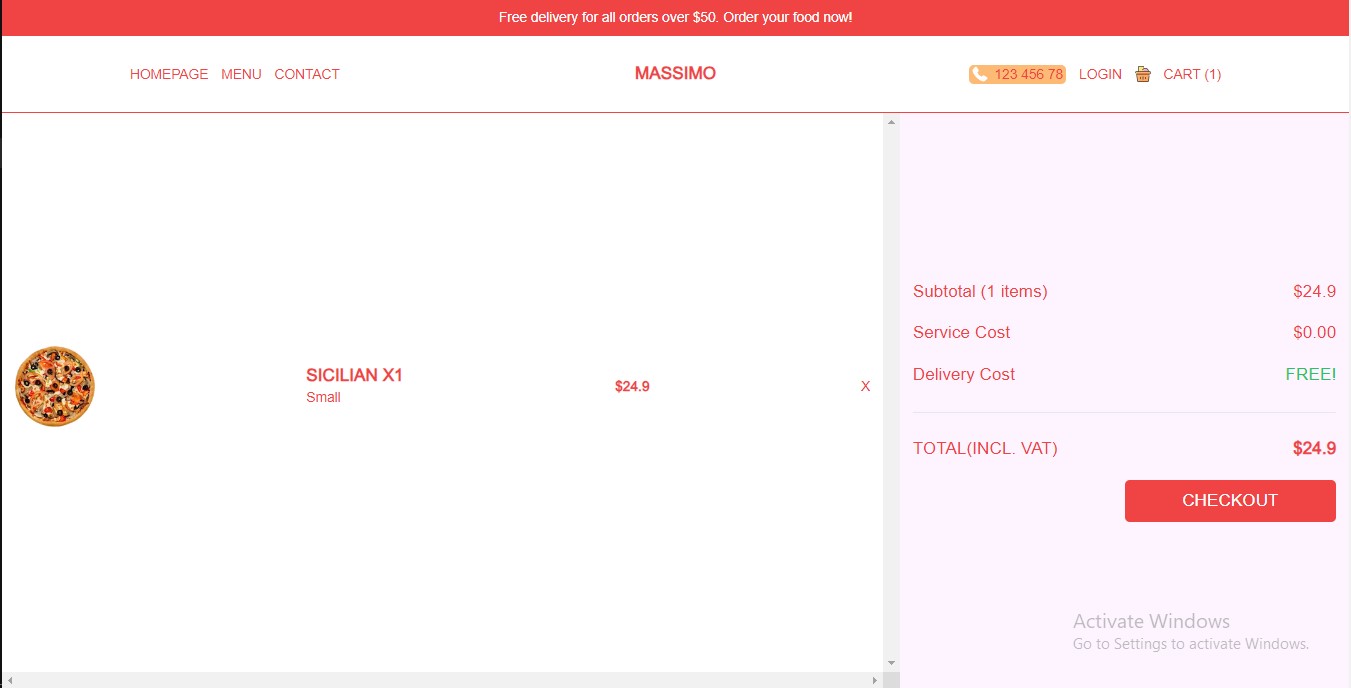 Free delivery for all orders over $50. Order your food now!
HOMEPAGE MENU CONTACT MASSIMO 123 456 78 LOGIN CART (1)
SICILIAN X1
Small
$24.9
X
Subtotal (1 items) $24.9
Service Cost $0.00
Delivery Cost FREE!
TOTAL(INCL. VAT) $24.9
CHECKOUT
Activate Windows
Go to Settings to activate Windows.